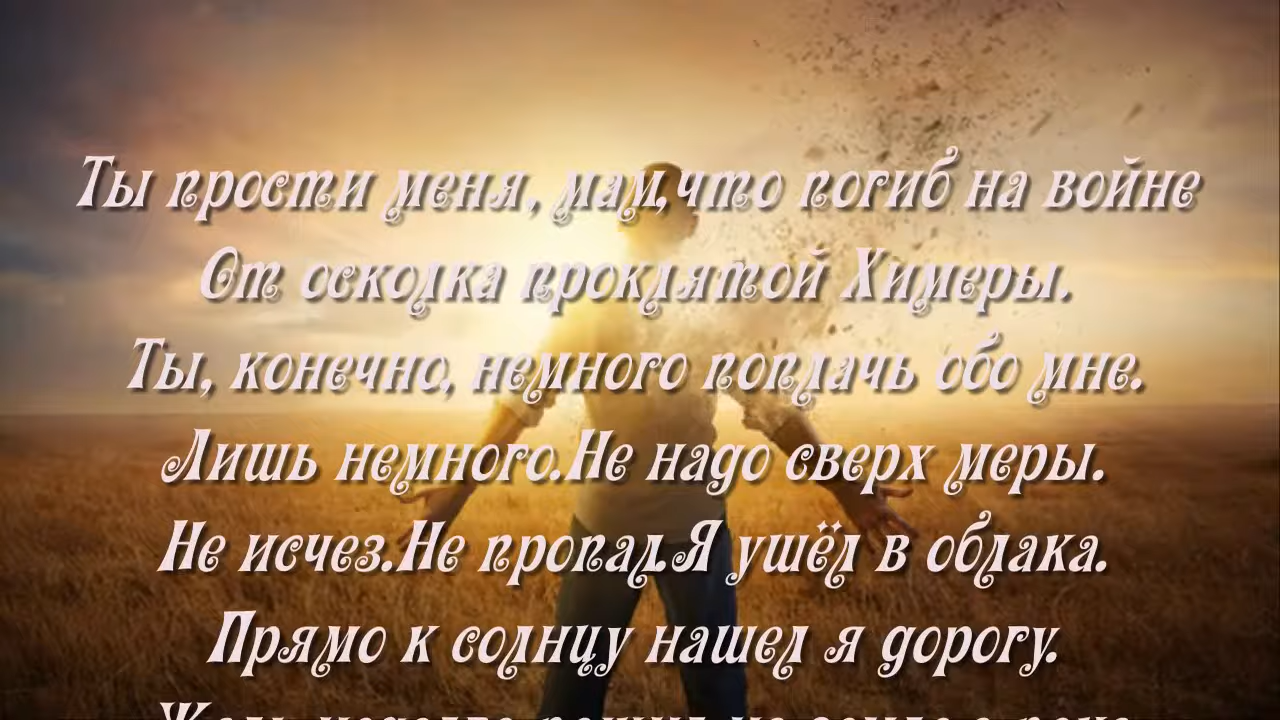 Ты прости меня, мам,что погиб на войне
От осколка проклятой Химеры.
Ты, конечно, немного поплачь обо мне.
Лишь немного.Не надо сверх меры.
Не исчез.Не пропал.Я ушёл в облака.
Прямо к солнцу нашел я дорогу.